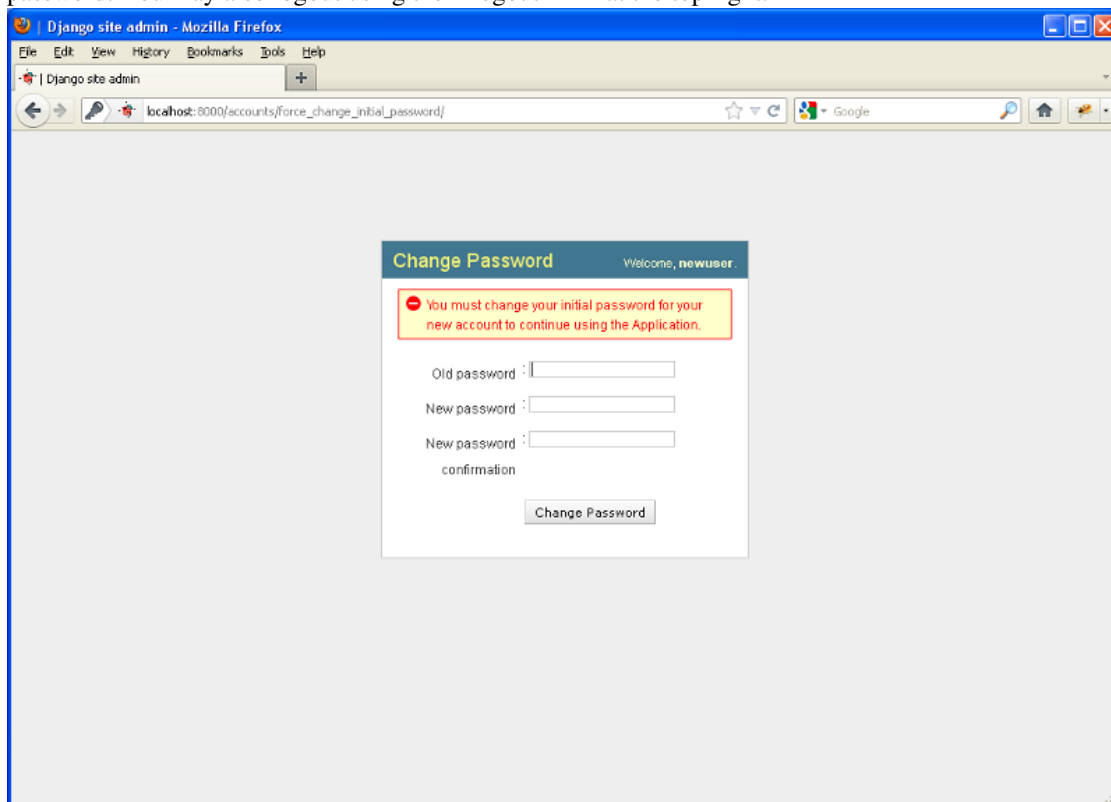 | Django site admin - Mozilla Firefox
File Edit View History Bookmarks Tools Help
| Django site admin
localhost:8000/accounts/force_change_initial_password/ Google
Change Password Welcome, newuser.
You must change your initial password for your
new account to continue using the Application.
Old password :
New password :
New password :
confirmation
Change Password